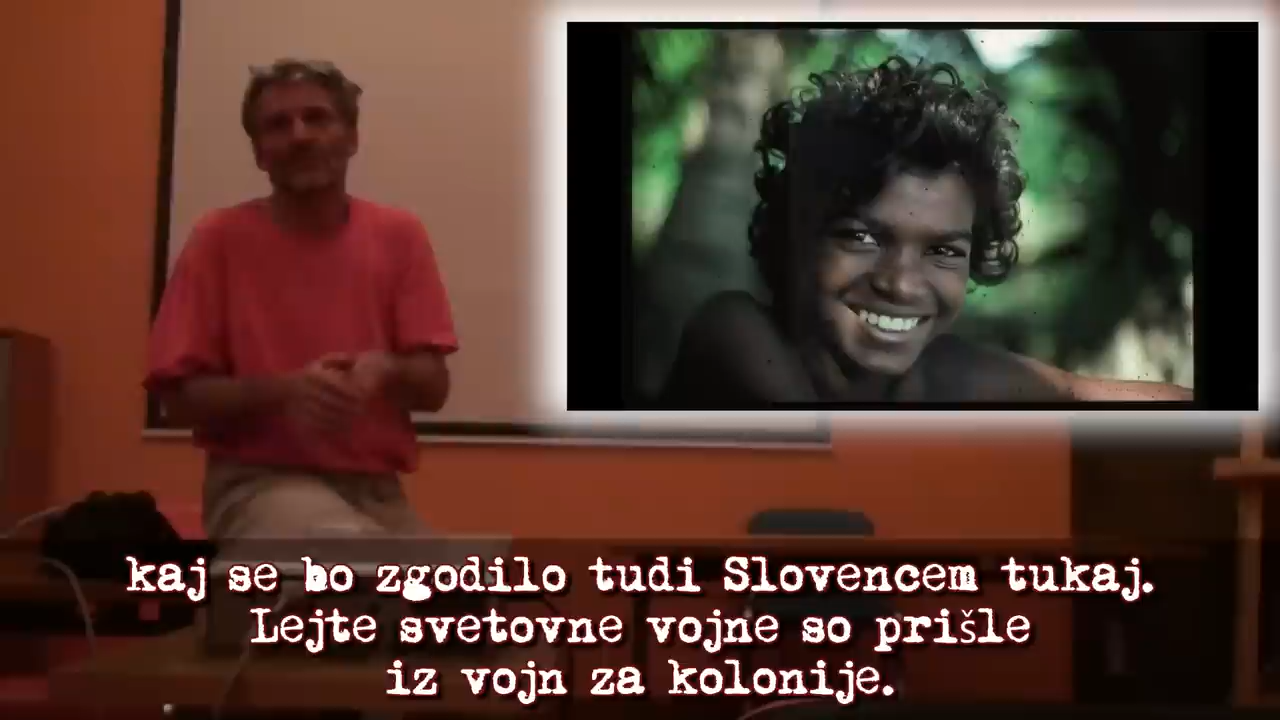 kaj se bo zgodilo tudi Slovencem tukaj.
Lejte svetovne vojne so prišle
iz vojn za kolonije.